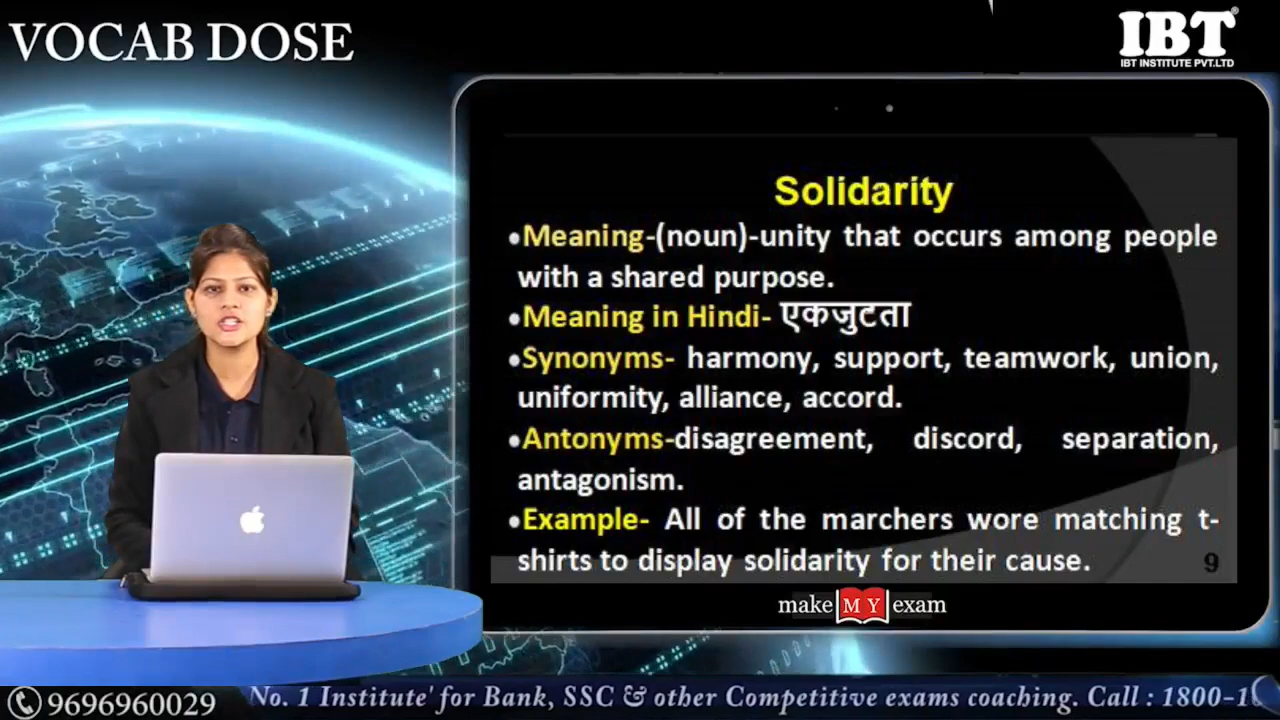 VOCAB DOSE
IBT
IBT INSTITUTE PVT.LTD
Solidarity
•Meaning-(noun)-unity that occurs among people
with a shared purpose.
•Meaning in Hindi- एकजुटता
•Synonyms- harmony, support, teamwork, union,
uniformity, alliance, accord.
•Antonyms-disagreement, discord, separation,
antagonism.
•Example- All of the marchers wore matching t-
shirts to display solidarity for their cause.
9
make MY exam
9696960029
No. 1 Institute' for Bank, SSC & other Competitive exams coaching. Call : 1800-1